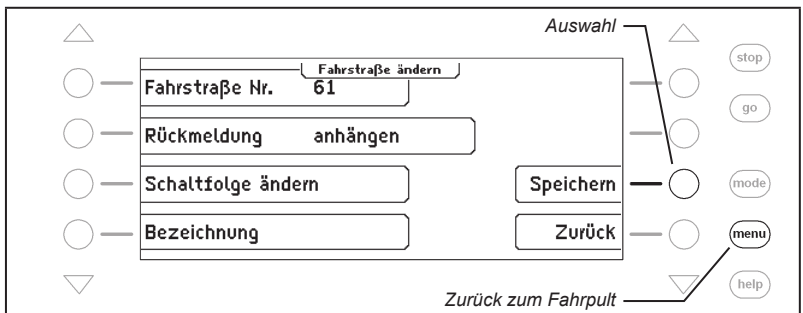 Auswahl
stop
Fahrstraße ändern
Fahrstraße Nr. 61
go
Rückmeldung anhängen
Schaltfolge ändern
Speichern
mode
Bezeichnung
Zurück
menu
help
Zurück zum Fahrpult